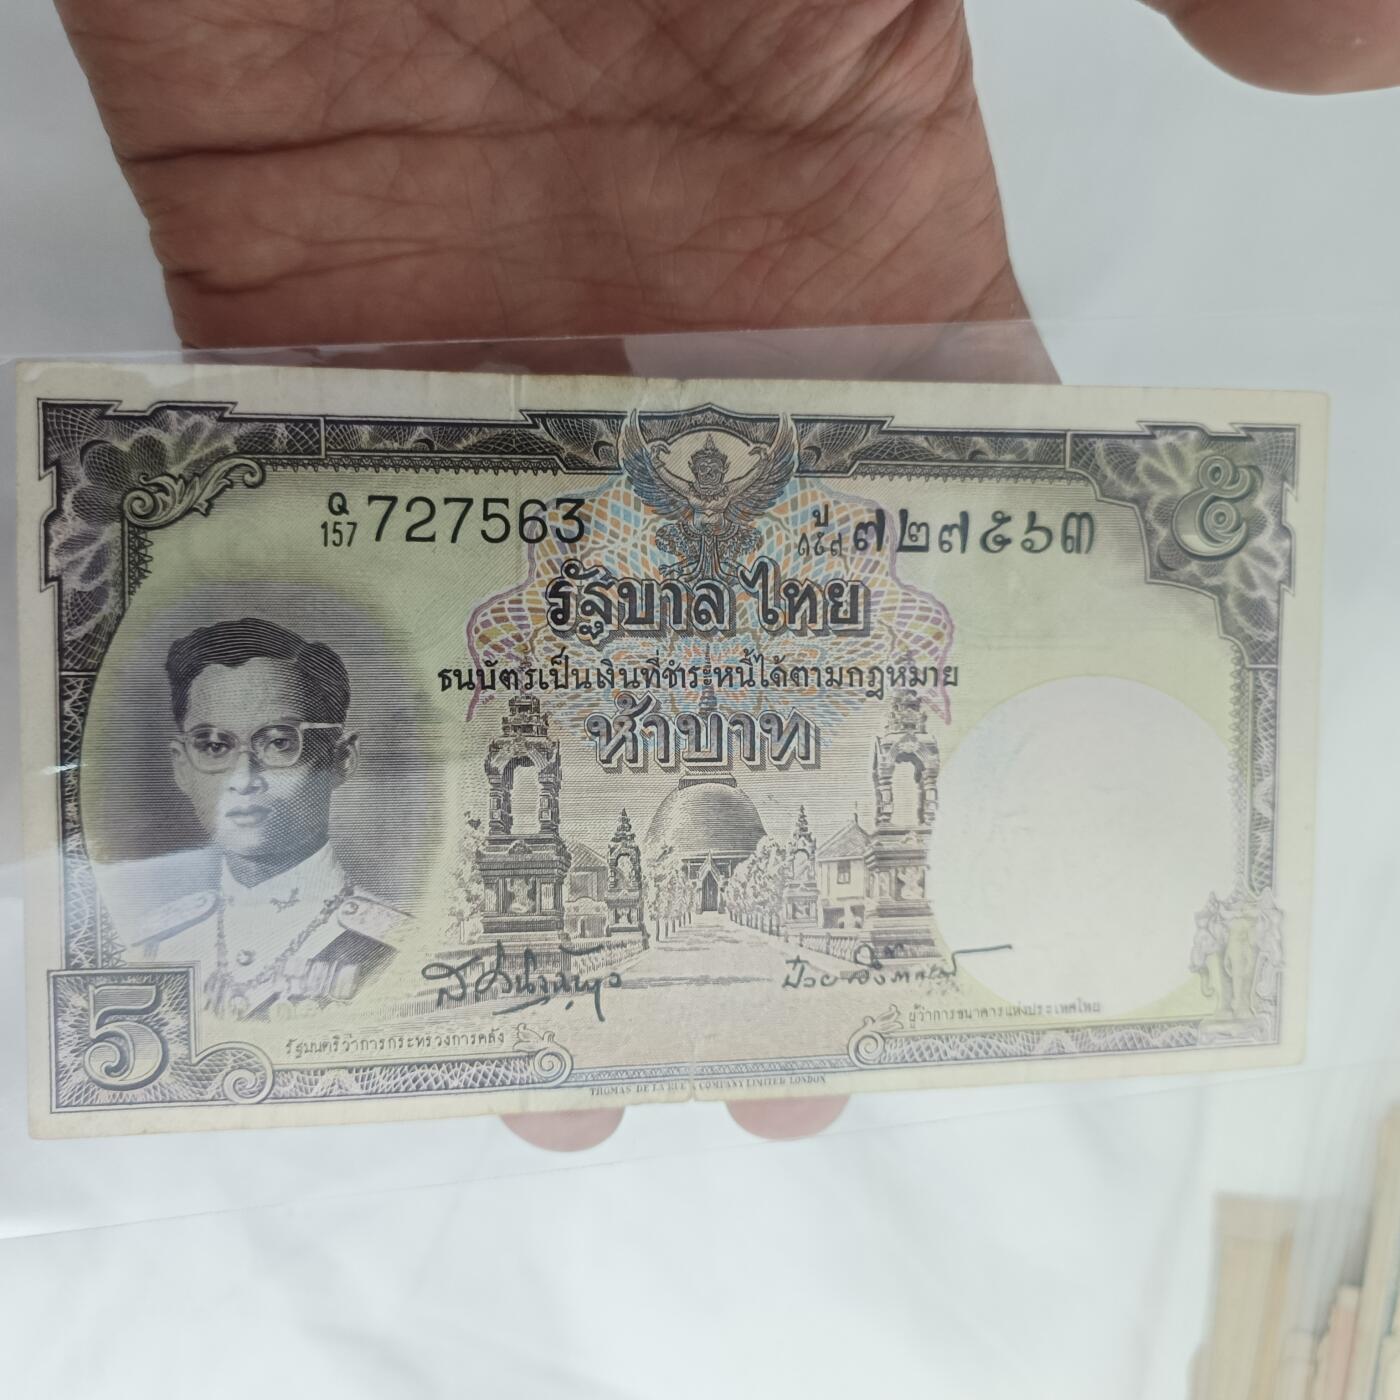 Q
157 727563
ป
๑๕๗ ๗๒๗๕๖๓
๕
รัฐบาลไทย
ธนบัตรเป็นเงินที่ชำระหนี้ได้ตามกฎหมาย
ห้าบาท
รัฐมนตรีว่าการกระทรวงการคลัง
ผู้ว่าการธนาคารแห่งประเทศไทย
5
THOMAS DE LA RUE & COMPANY LIMITED LONDON